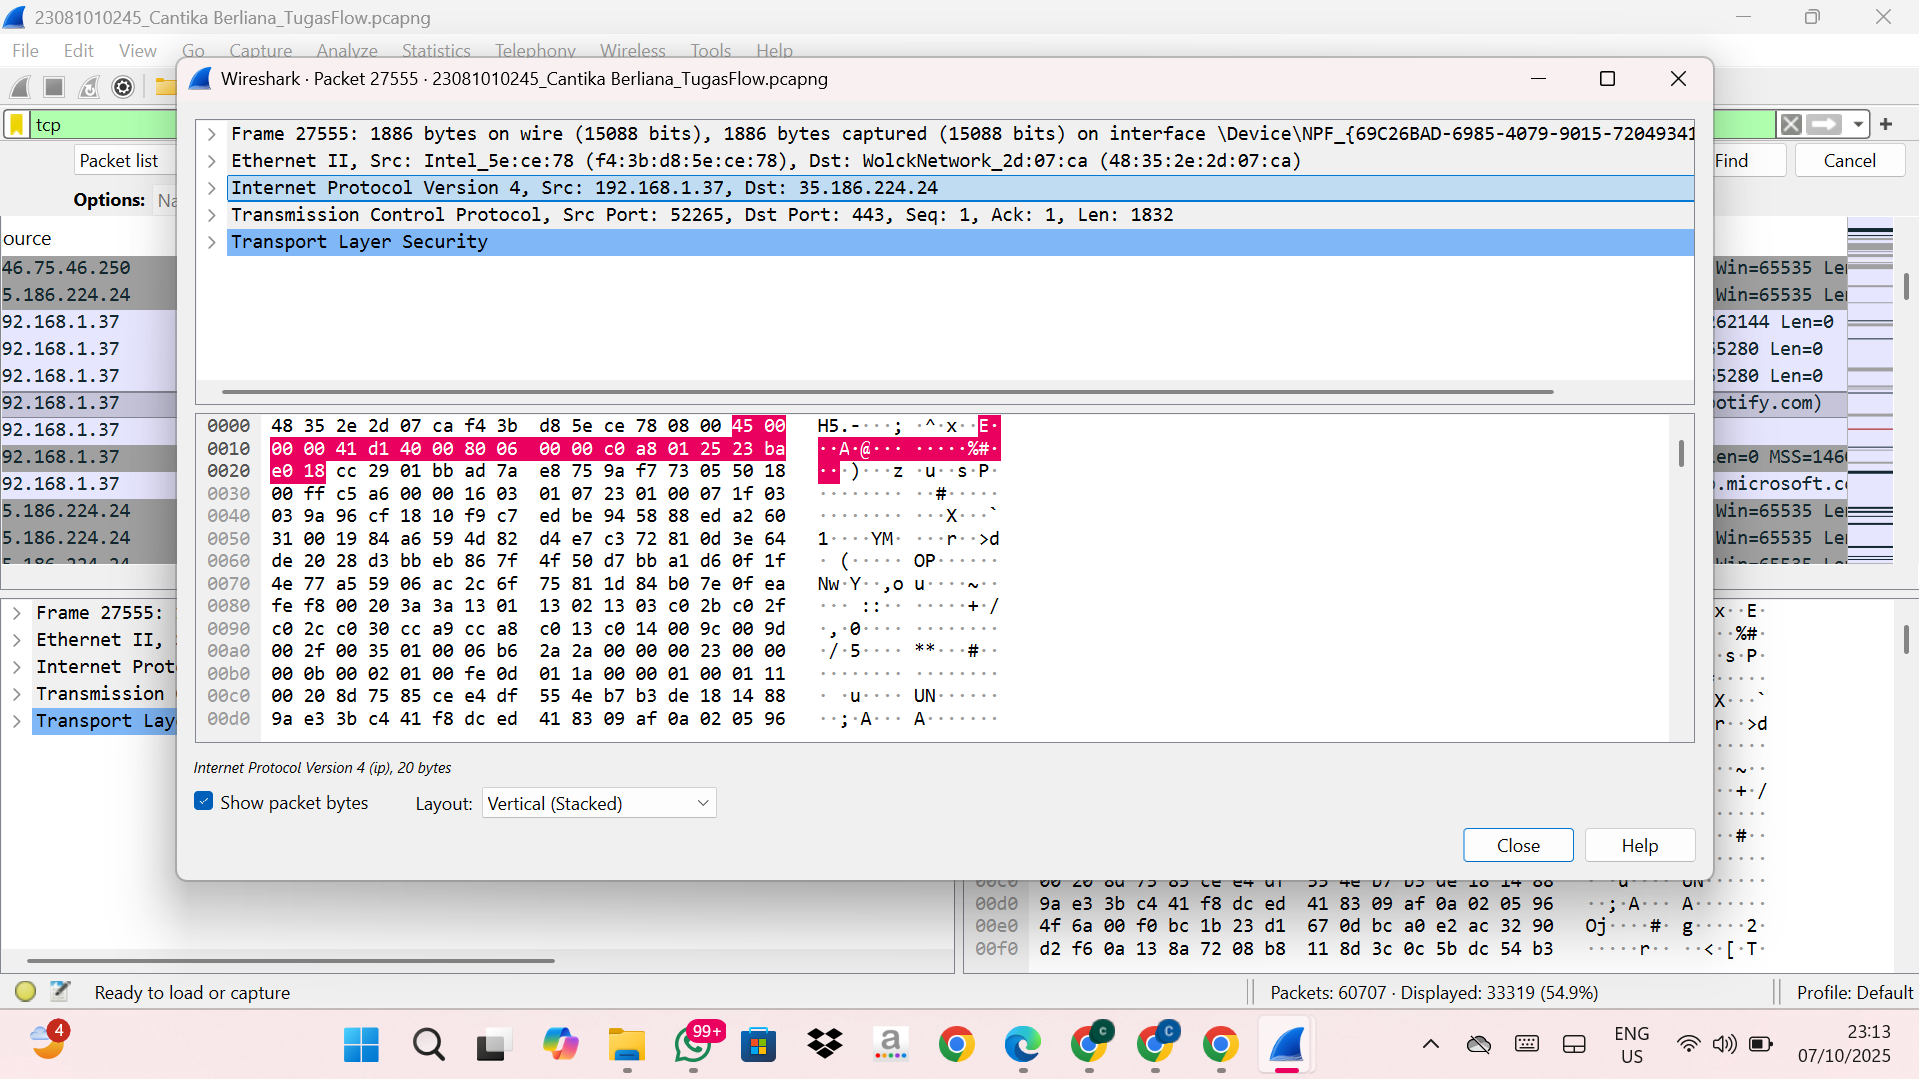 23081010245_Cantika Berliana_TugasFlow.pcapng
File Edit View Go Capture Analyze Statistics Telephony Wireless Tools Help
Wireshark · Packet 27555 · 23081010245_Cantika Berliana_TugasFlow.pcapng
tcp
Packet list
Find
Cancel
Options:
Na
Frame 27555: 1886 bytes on wire (15088 bits), 1886 bytes captured (15088 bits) on interface \Device\NPF_{69C26BAD-6985-4079-9015-72049341
Ethernet II, Src: Intel_5e:ce:78 (f4:3b:d8:5e:ce:78), Dst: WolckNetwork_2d:07:ca (48:35:2e:2d:07:ca)
Internet Protocol Version 4, Src: 192.168.1.37, Dst: 35.186.224.24
Transmission Control Protocol, Src Port: 52265, Dst Port: 443, Seq: 1, Ack: 1, Len: 1832
Transport Layer Security
ource
46.75.46.250
5.186.224.24
92.168.1.37
92.168.1.37
92.168.1.37
92.168.1.37
92.168.1.37
92.168.1.37
92.168.1.37
5.186.224.24
5.186.224.24
Win=65535 Le
Win=65535 Le
262144 Len=0
5280 Len=0
5280 Len=0
otify.com)
en=0 MSS=146
.microsoft.c
Win=65535 Le
Win=65535 Le
0000 48 35 2e 2d 07 ca f4 3b d8 5e ce 78 08 00 45 00 H5.-···; ·^·x··E·
0010 00 00 41 d1 40 00 80 06 00 00 c0 a8 01 25 23 ba ··A·@··· ·····%#·
0020 e0 18 cc 29 01 bb ad 7a e8 75 9a f7 73 05 50 18 ···)···z ·u··s·P·
0030 00 ff c5 a6 00 00 16 03 01 07 23 01 00 07 1f 03 ········ ··#·····
0040 03 9a 96 cf 18 10 f9 c7 ed be 94 58 88 ed a2 60 ········ ···X···`
0050 31 00 19 84 a6 59 4d 82 d4 e7 c3 72 81 0d 3e 64 1····YM· ···r··>d
0060 de 20 28 d3 bb eb 86 7f 4f 50 d7 bb a1 d6 0f 1f · (····· OP······
0070 4e 77 a5 59 06 ac 2c 6f 75 81 1d 84 b0 7e 0f ea Nw·Y··,o u····~··
0080 fe f8 00 20 3a 3a 13 01 13 02 13 03 c0 2b c0 2f ··· ::·· ·····+·/
0090 c0 2c c0 30 cc a9 cc a8 c0 13 c0 14 00 9c 00 9d ·,·0···· ········
00a0 00 2f 00 35 01 00 06 b6 2a 2a 00 00 00 23 00 00 ·/·5···· **···#··
00b0 00 0b 00 02 01 00 fe 0d 01 1a 00 00 01 00 01 11 ········ ········
00c0 00 20 8d 75 85 ce e4 df 55 4e b7 b3 de 18 14 88 · ·u···· UN······
00d0 9a e3 3b c4 41 f8 dc ed 41 83 09 af 0a 02 05 96 ··;·A··· A·······
Internet Protocol Version 4 (ip), 20 bytes
Show packet bytes
Layout: Vertical (Stacked)
Close
Help
Frame 27555:
Ethernet II,
Internet Prot
Transmission
Transport Lay
x··E·
··%#·
·s·P·
X···`
r··>d
··~··
··+·/
··#··
00c0 00 20 8d 75 85 ce e4 df 55 4e b7 b3 de 18 14 88 · ·u···· UN······
00d0 9a e3 3b c4 41 f8 dc ed 41 83 09 af 0a 02 05 96 ··;·A··· A·······
00e0 4f 6a 00 f0 bc 1b 23 d1 67 0d bc a0 e2 ac 32 90 Oj····#· g·····2·
00f0 d2 f6 0a 13 8a 72 08 b8 11 8d 3c 0c 5b dc 54 b3 ·····r·· ··<·[·T·
Ready to load or capture
Packets: 60707 · Displayed: 33319 (54.9%)
Profile: Default
4
99+
a
C
C
ENG
US
23:13
07/10/2025